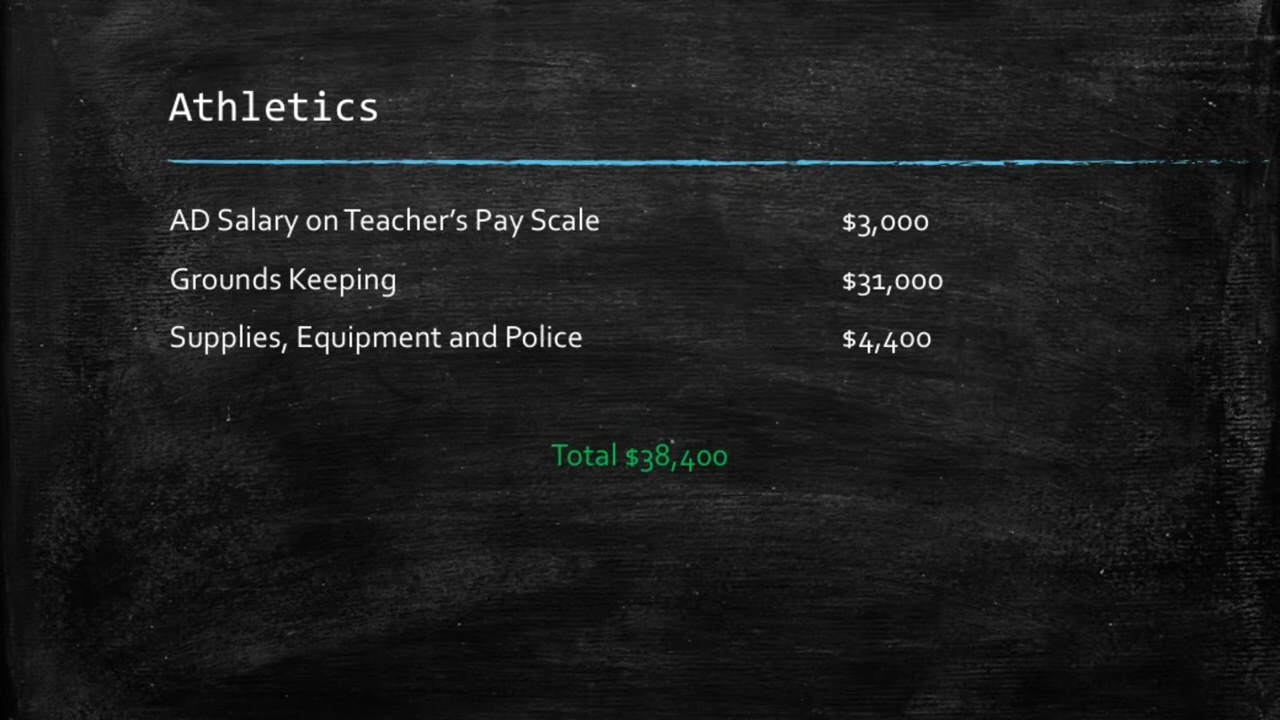 Athletics
AD Salary on Teacher’s Pay Scale $3,000
Grounds Keeping $31,000
Supplies, Equipment and Police $4,400
Total $38,400